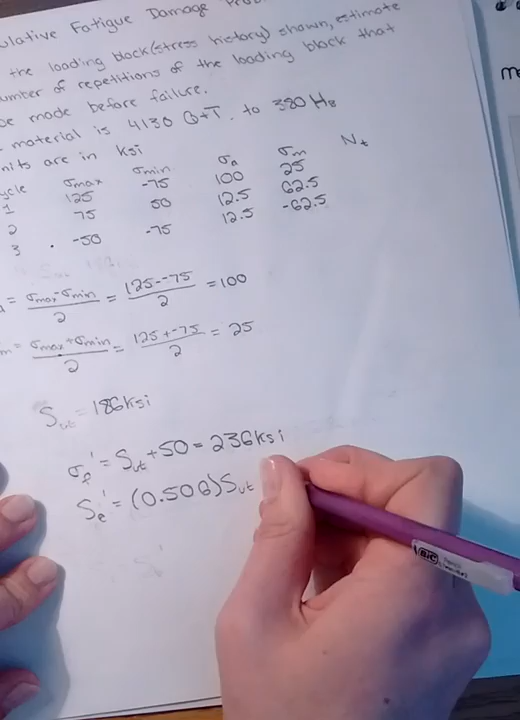 ulative Fatigue Damage
the loading block (stress history) shown, estimate
umber of repetitions of the loading block that
be made before failure.
material is 4130 Q+T. to 380 HB
nits are in ksi
ycle σmax σmin σa σm Nf
1 125 -75 100 25
2 75 50 12.5 62.5
3 -50 -75 12.5 -62.5
= σmax-σmin / 2 = 125--75 / 2 = 100
m = σmax+σmin / 2 = 125+-75 / 2 = 25
Sut = 186ksi
σf' = Sut+50 = 236ksi
Se' = (0.506)Sut
BIC